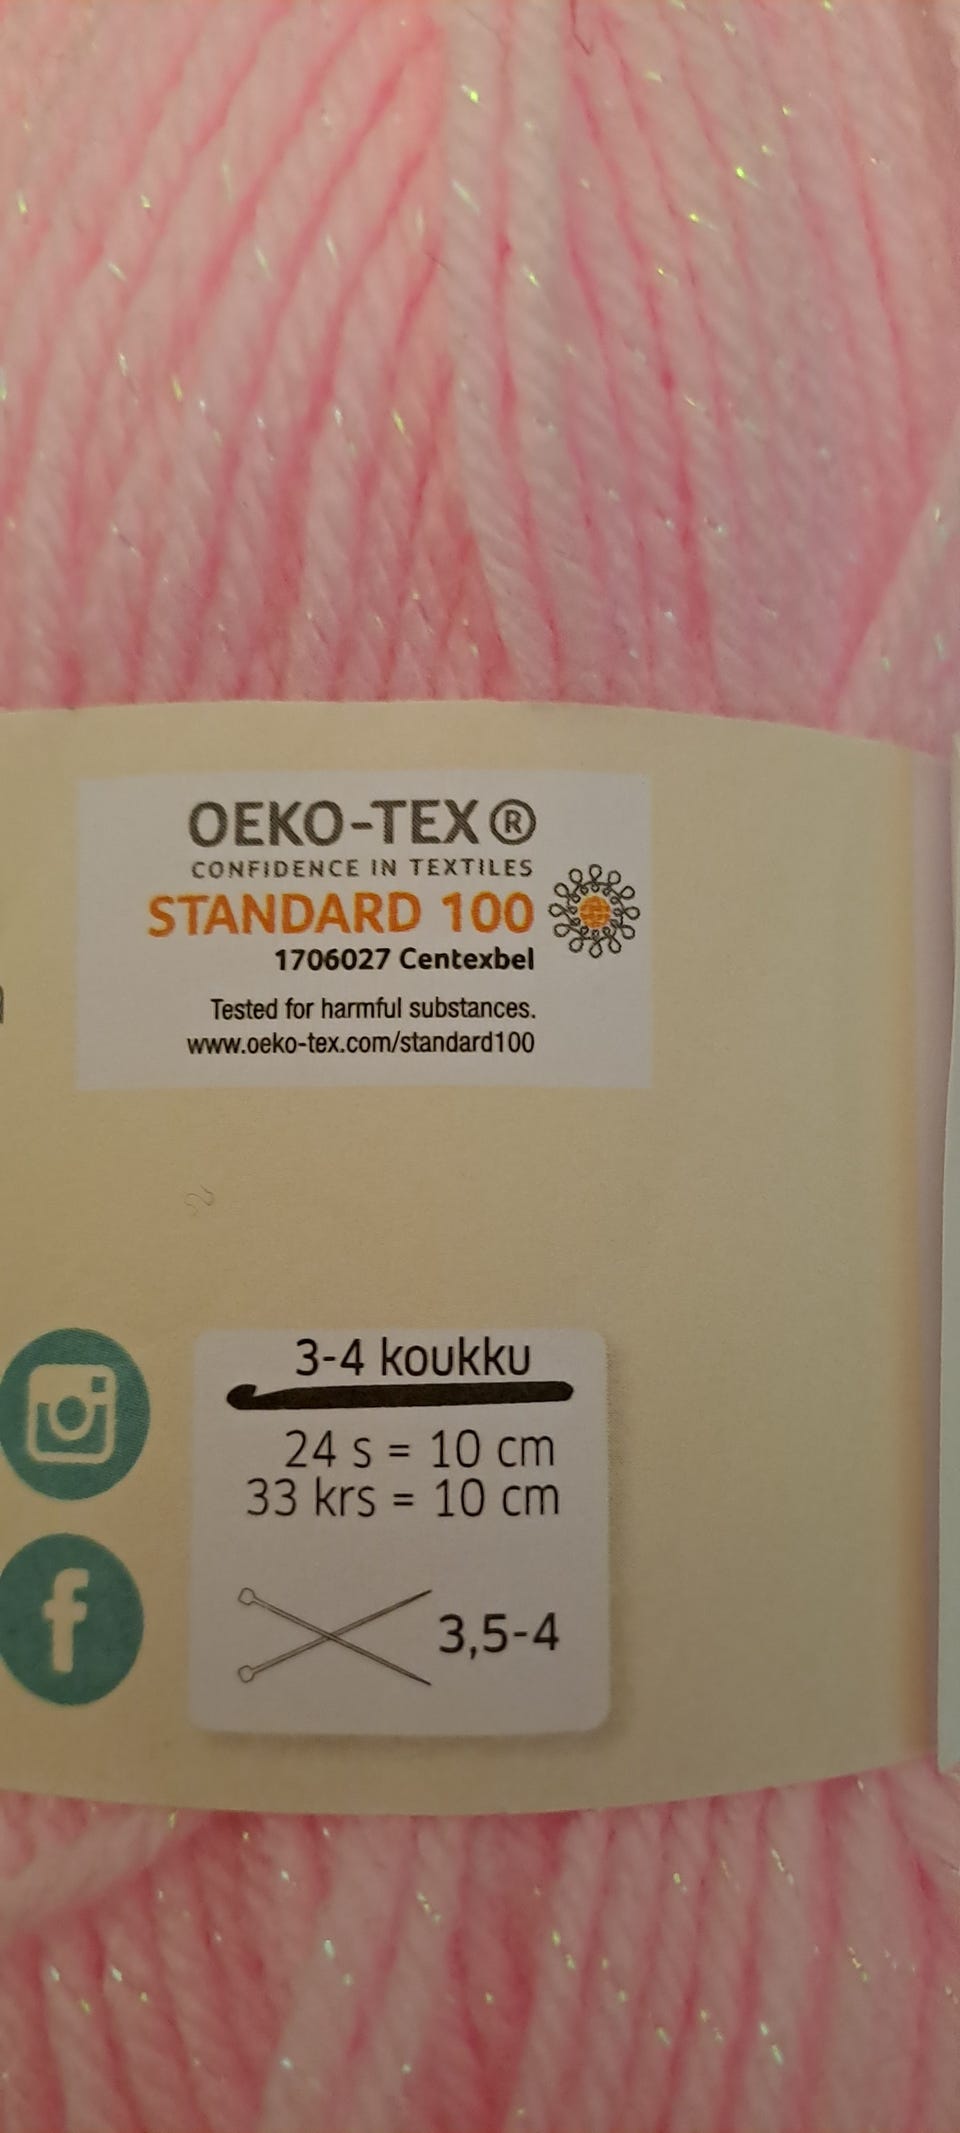 OEKO-TEX®
CONFIDENCE IN TEXTILES
STANDARD 100
1706027 Centexbel
Tested for harmful substances.
www.oeko-tex.com/standard100
3-4 koukku
24 s = 10 cm
33 krs = 10 cm
3,5-4